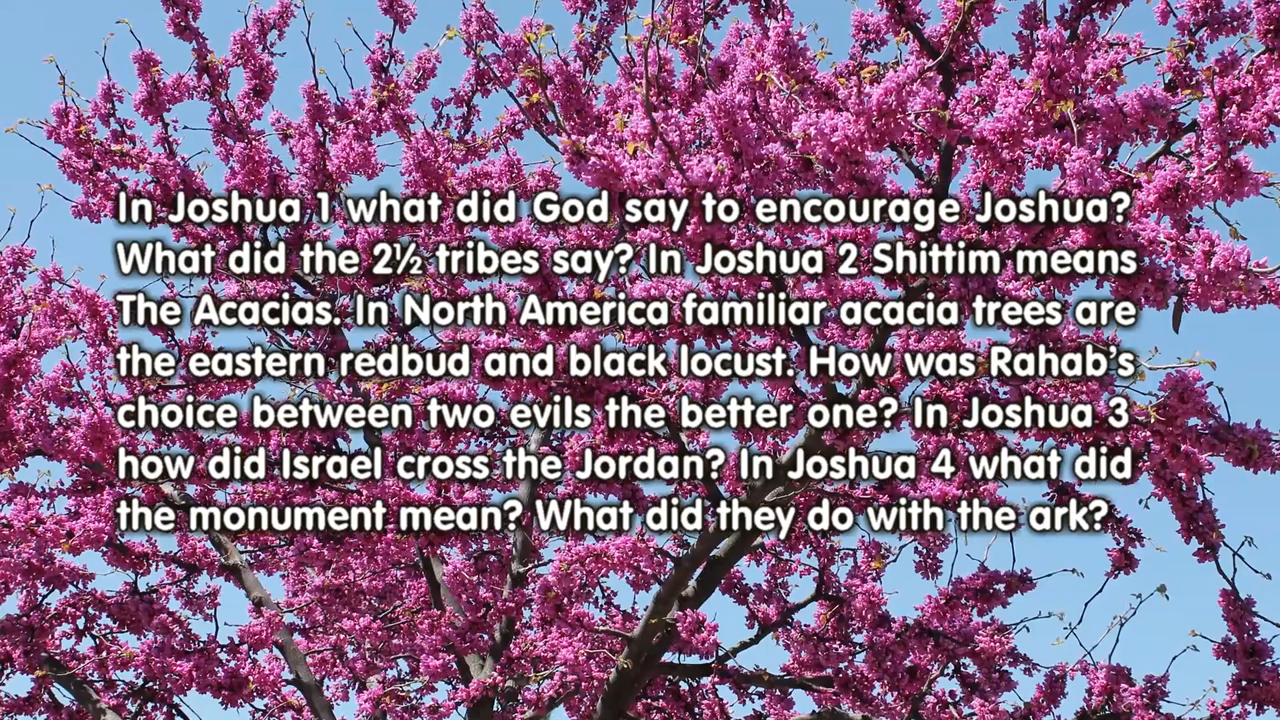 In Joshua 1 what did God say to encourage Joshua?
What did the 2½ tribes say? In Joshua 2 Shittim means
The Acacias. In North America familiar acacia trees are
the eastern redbud and black locust. How was Rahab’s
choice between two evils the better one? In Joshua 3
how did Israel cross the Jordan? In Joshua 4 what did
the monument mean? What did they do with the ark?